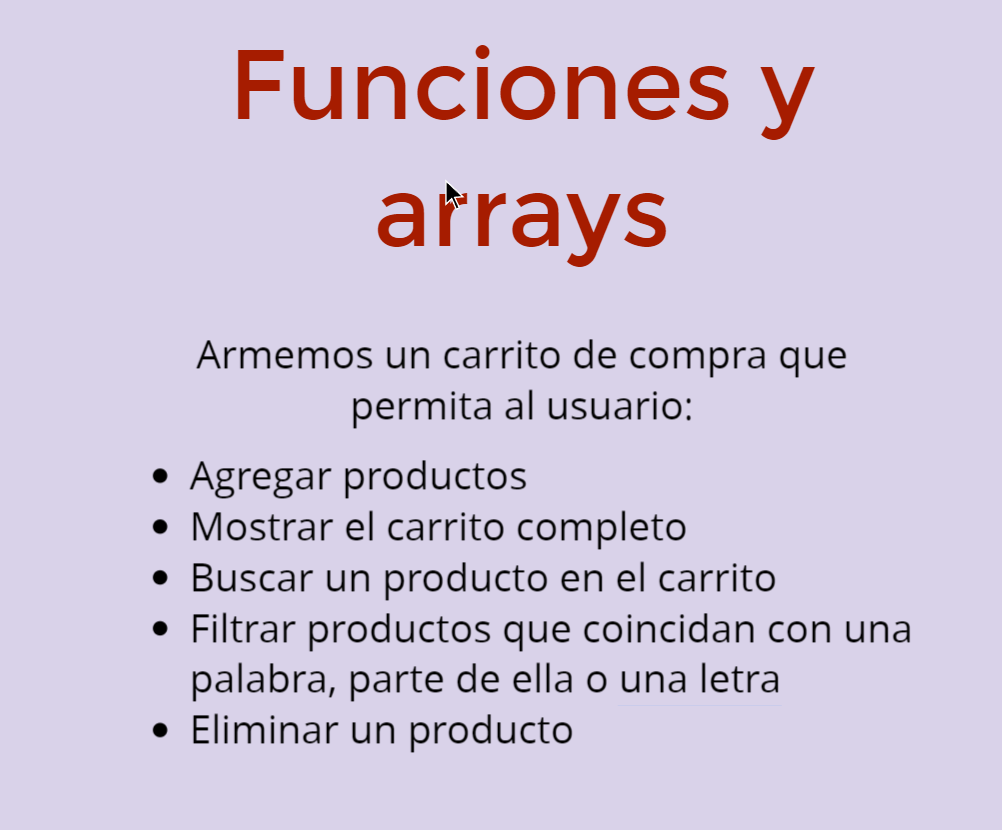 Funciones y
arrays
Armemos un carrito de compra que
permita al usuario:
• Agregar productos
• Mostrar el carrito completo
• Buscar un producto en el carrito
• Filtrar productos que coincidan con una
palabra, parte de ella o una letra
• Eliminar un producto